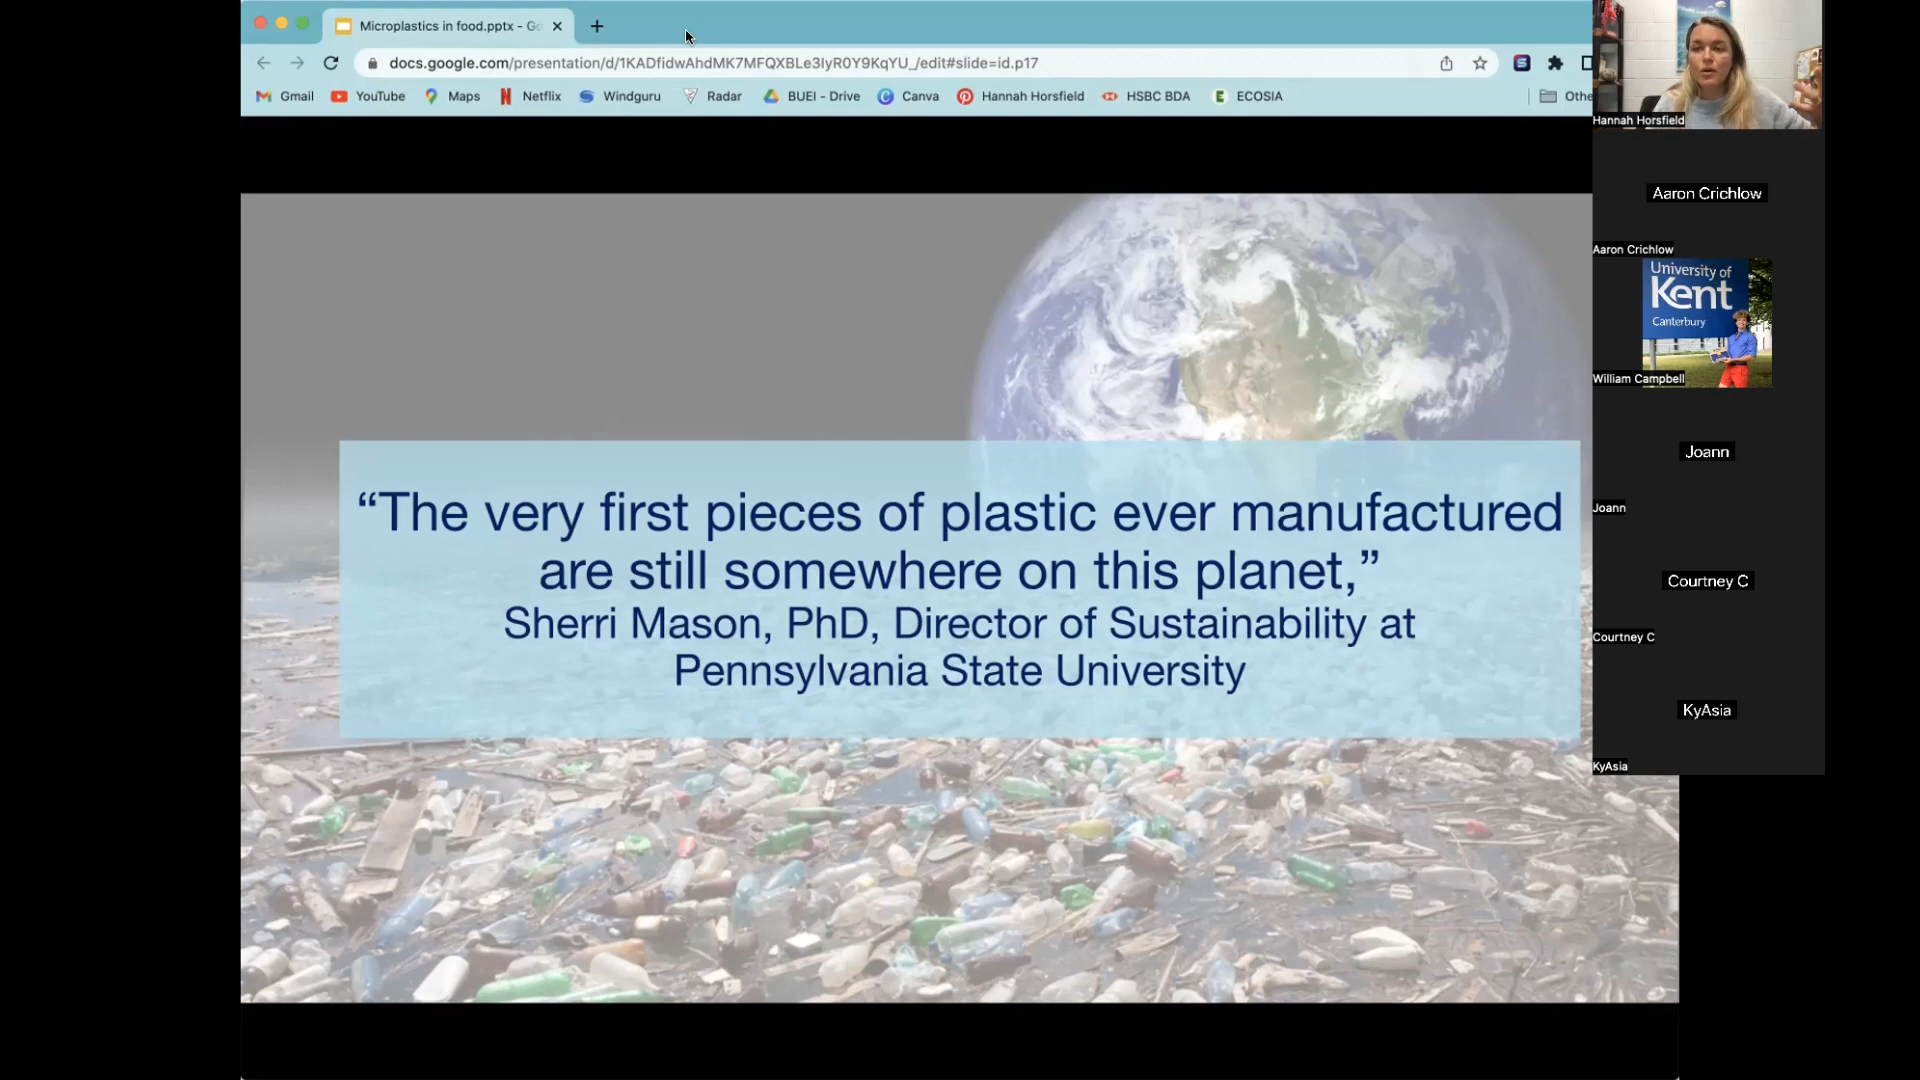 Microplastics in food.pptx - Go
docs.google.com/presentation/d/1KADfidwAhdMK7MFQXBLe3IyR0Y9KqYU_/edit#slide=id.p17
Gmail
YouTube
Maps
Netflix
Windguru
Radar
BUEI - Drive
Canva
Hannah Horsfield
HSBC BDA
ECOSIA
Othe
“The very first pieces of plastic ever manufactured
are still somewhere on this planet,”
Sherri Mason, PhD, Director of Sustainability at
Pennsylvania State University
Hannah Horsfield
Aaron Crichlow
Aaron Crichlow
University of
Kent
Canterbury
William Campbell
Joann
Joann
Courtney C
Courtney C
KyAsia
KyAsia